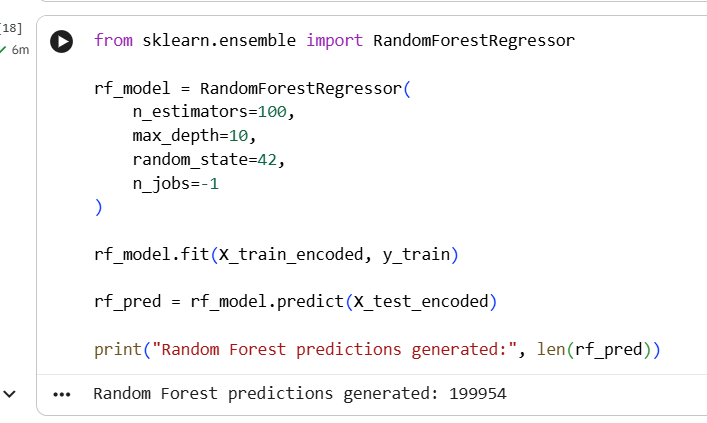 [18]
6m
from sklearn.ensemble import RandomForestRegressor
rf_model = RandomForestRegressor(
    n_estimators=100,
    max_depth=10,
    random_state=42,
    n_jobs=-1
)
rf_model.fit(X_train_encoded, y_train)
rf_pred = rf_model.predict(X_test_encoded)
print("Random Forest predictions generated:", len(rf_pred))
Random Forest predictions generated: 199954